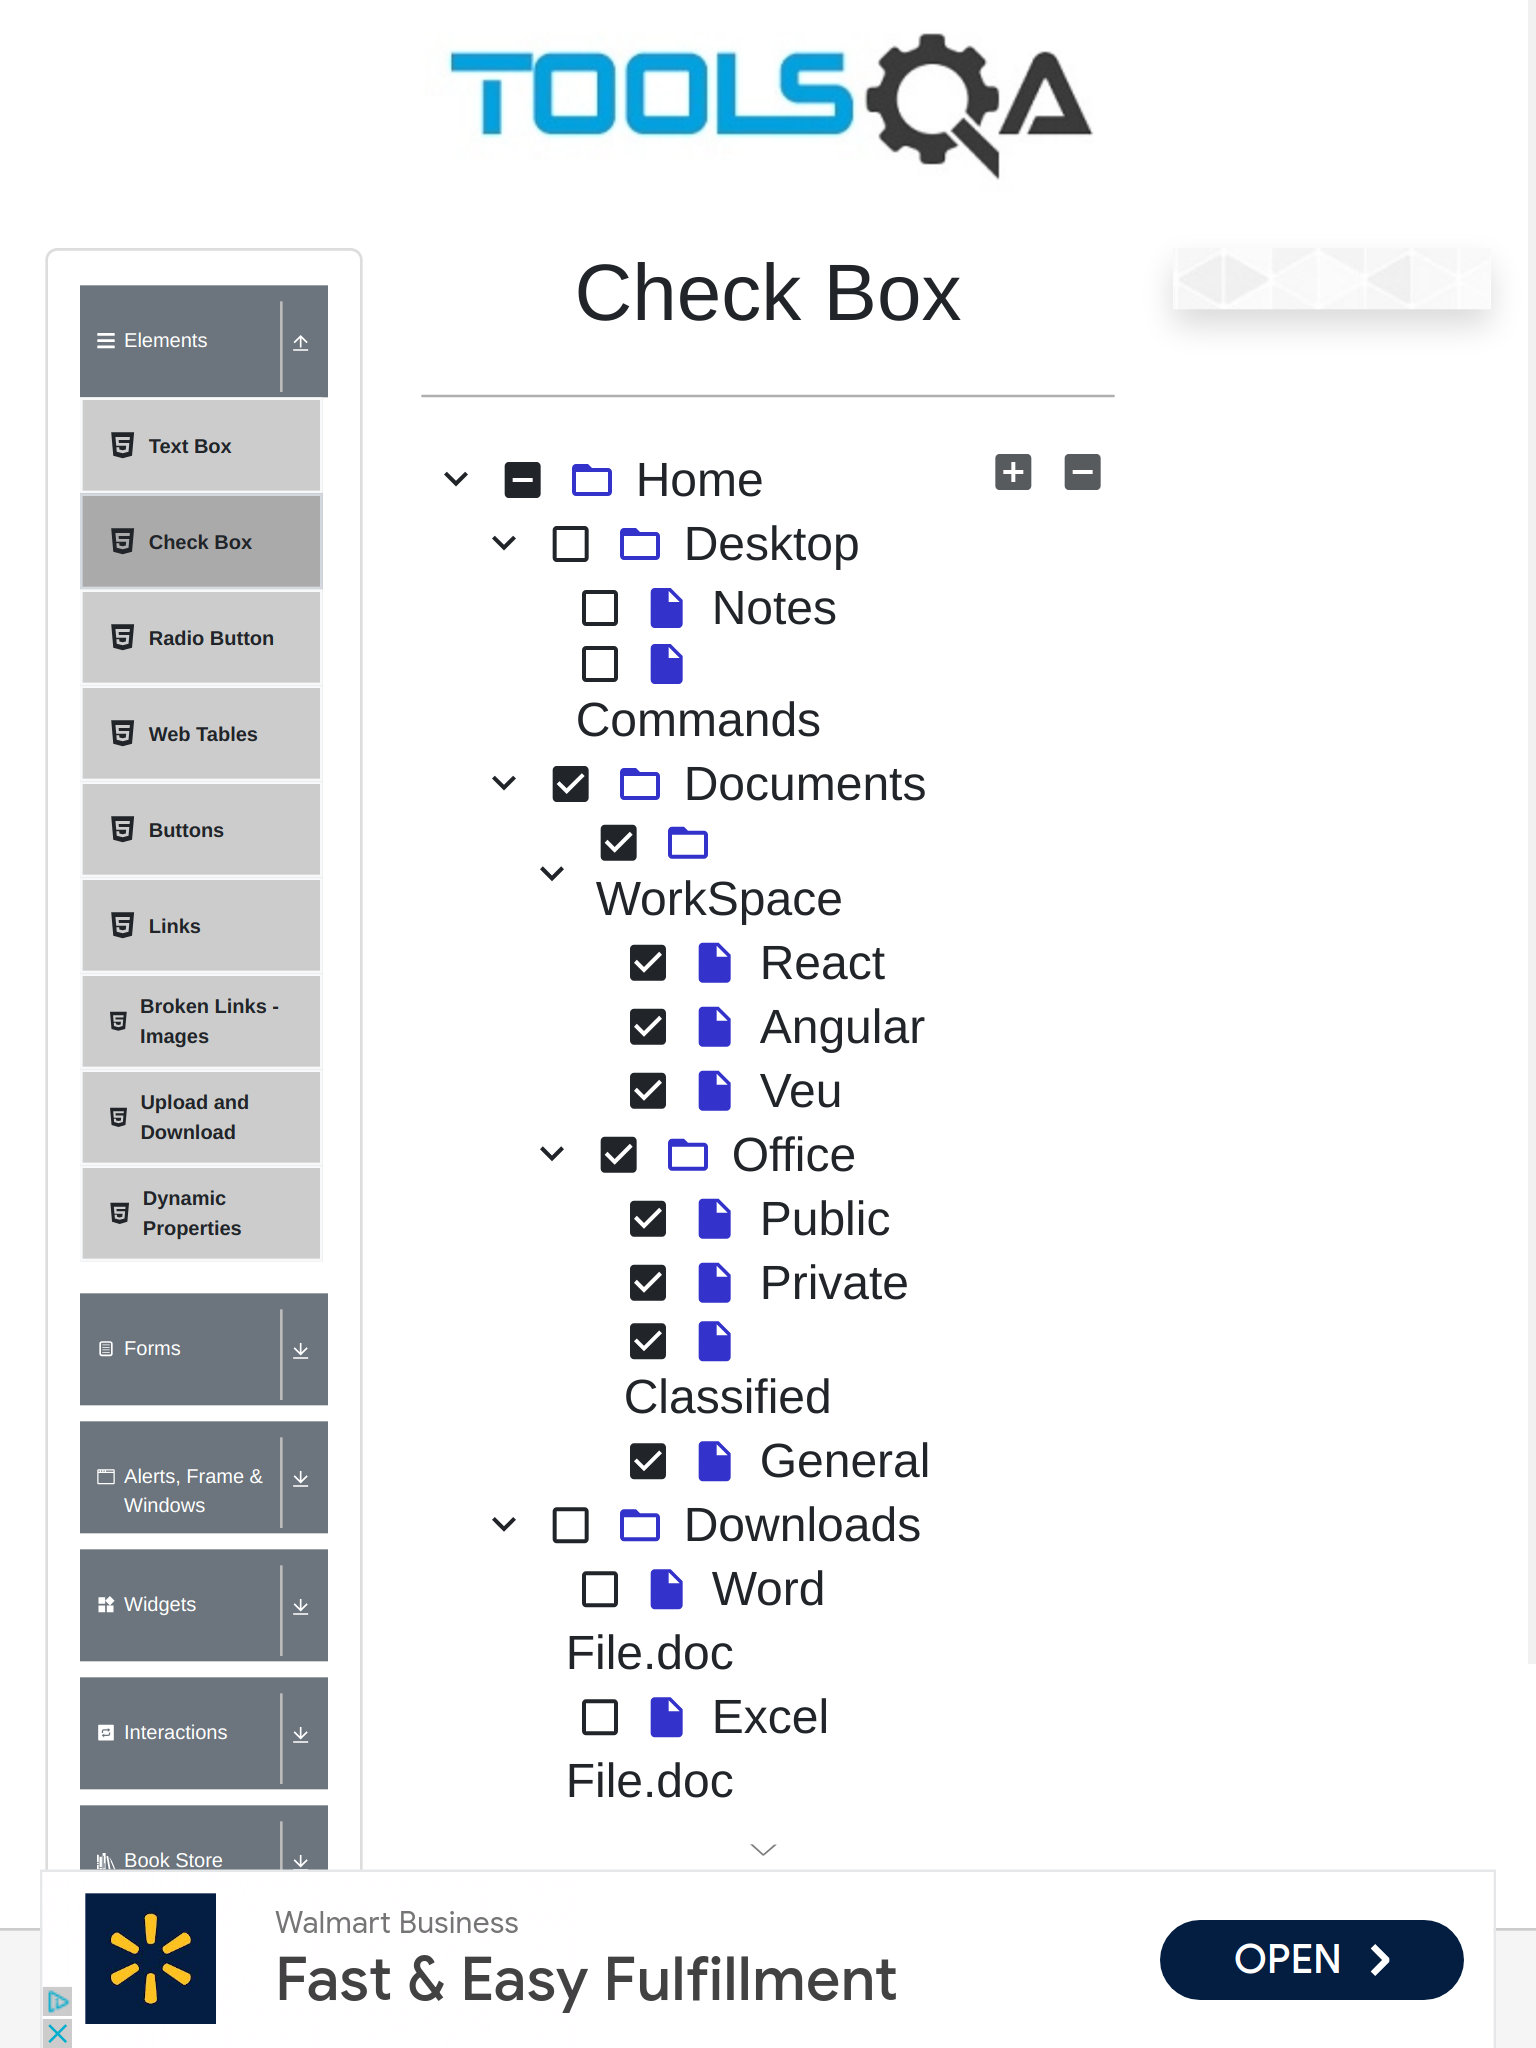 TOOLSQA
Check Box
Elements
Text Box
Check Box
Radio Button
Web Tables
Buttons
Links
Broken Links -
Images
Upload and
Download
Dynamic
Properties
Forms
Alerts, Frame &
Windows
Widgets
Interactions
Book Store
Home
Desktop
Notes
Commands
Documents
WorkSpace
React
Angular
Veu
Office
Public
Private
Classified
General
Downloads
Word
File.doc
Excel
File.doc
Walmart Business
Fast & Easy Fulfillment
OPEN